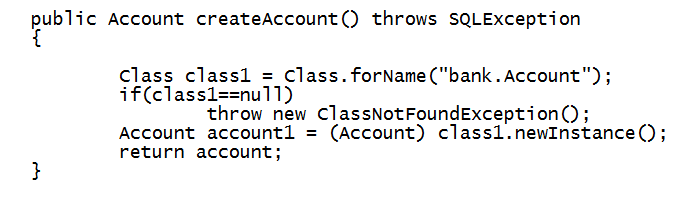 public Account createAccount() throws SQLException
{
Class class1 = Class.forName("bank.Account");
if(class1==null)
throw new ClassNotFoundException();
Account account1 = (Account) class1.newInstance();
return account;
}